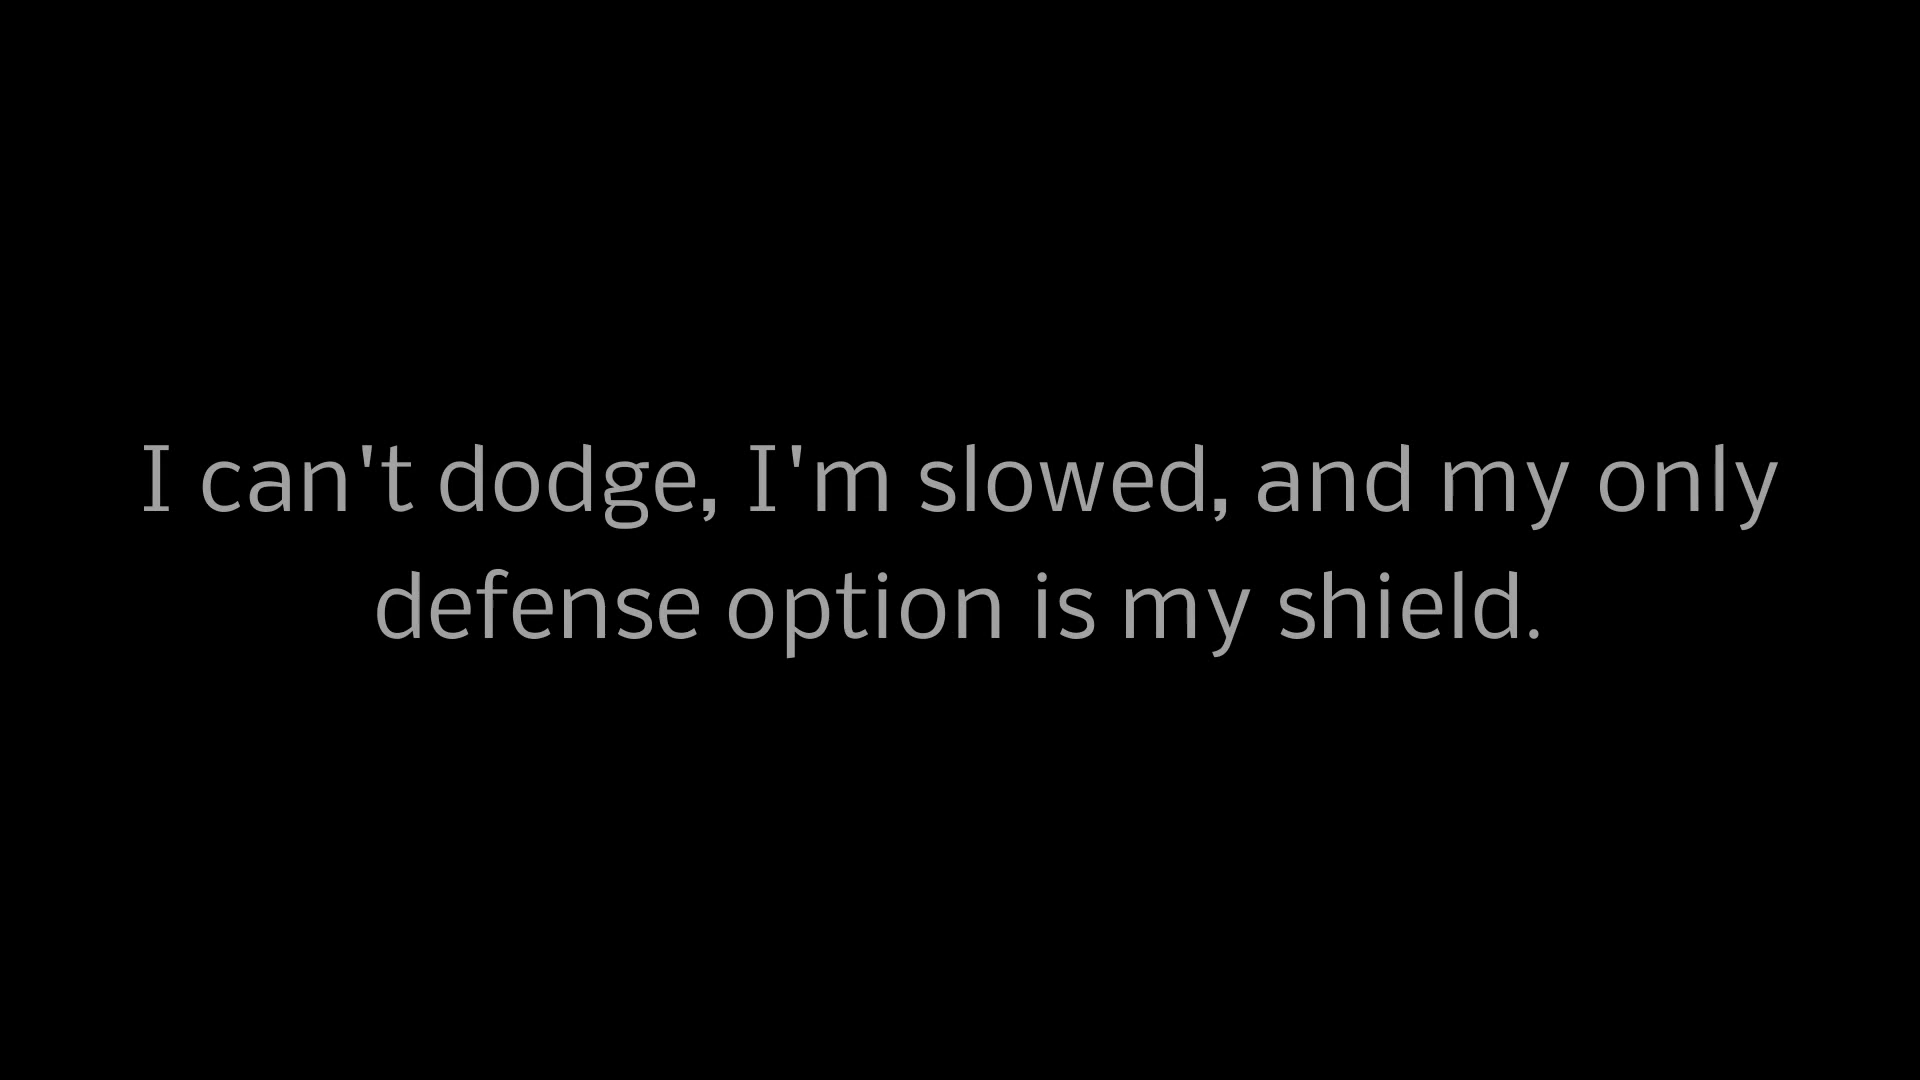 I can't dodge, I'm slowed, and my only
defense option is my shield.